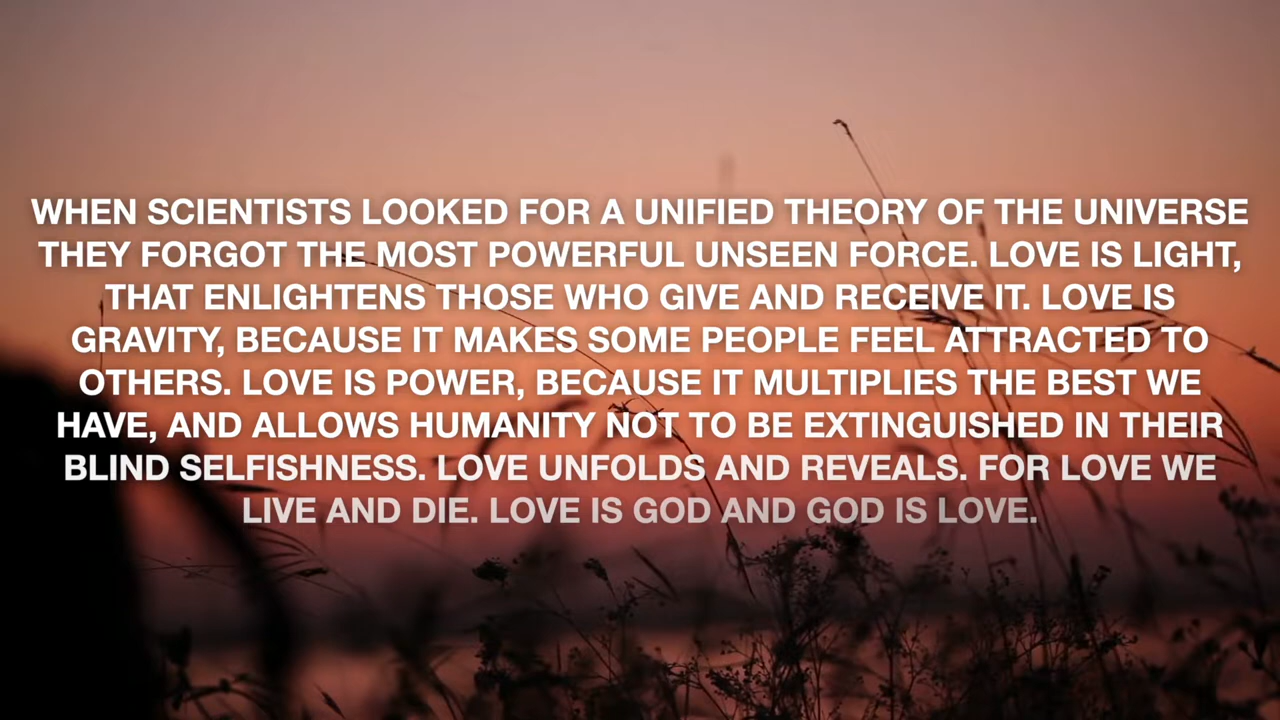 WHEN SCIENTISTS LOOKED FOR A UNIFIED THEORY OF THE UNIVERSE
THEY FORGOT THE MOST POWERFUL UNSEEN FORCE. LOVE IS LIGHT,
THAT ENLIGHTENS THOSE WHO GIVE AND RECEIVE IT. LOVE IS
GRAVITY, BECAUSE IT MAKES SOME PEOPLE FEEL ATTRACTED TO
OTHERS. LOVE IS POWER, BECAUSE IT MULTIPLIES THE BEST WE
HAVE, AND ALLOWS HUMANITY NOT TO BE EXTINGUISHED IN THEIR
BLIND SELFISHNESS. LOVE UNFOLDS AND REVEALS. FOR LOVE WE
LIVE AND DIE. LOVE IS GOD AND GOD IS LOVE.